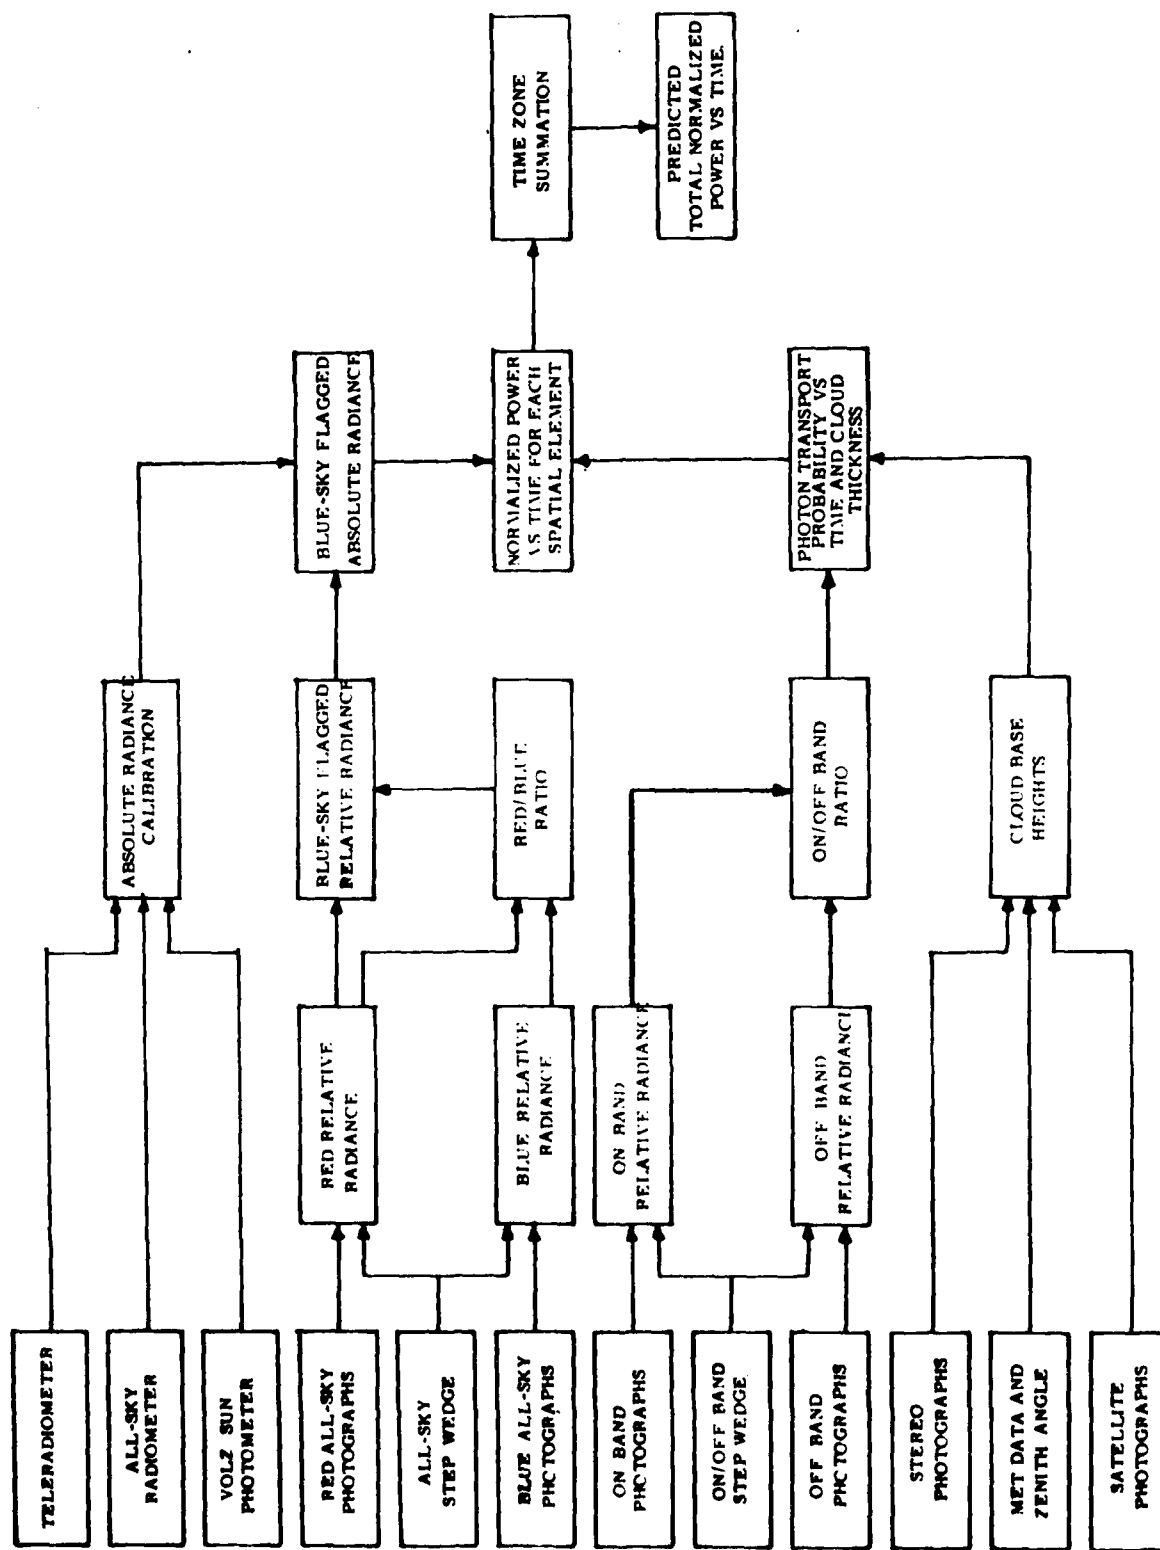 TELERADIOMETER
ALL-SKY
RADIOMETER
VOLZ SUN
PHOTOMETER
RED ALL-SKY
PHOTOGRAPHS
ALL-SKY
STEP WEDGE
BLUE ALL-SKY
PHOTOGRAPHS
ON BAND
PHOTOGRAPHS
ON/OFF BAND
STEP WEDGE
OFF BAND
PHOTOGRAPHS
STEREO
PHOTOGRAPHS
MET DATA AND
ZENITH ANGLE
SATELLITE
PHOTOGRAPHS
RED RELATIVE
RADIANCE
BLUE RELATIVE
RADIANCE
ON BAND
RELATIVE RADIANCE
OFF BAND
RELATIVE RADIANCE
ABSOLUTE RADIANCE
CALIBRATION
BLUE-SKY FLAGGED
RELATIVE RADIANCE
RED/BLUE
RATIO
ON/OFF BAND
RATIO
CLOUD BASE
HEIGHTS
BLUE-SKY FLAGGED
ABSOLUTE RADIANCE
NORMALIZED POWER
VS TIME FOR EACH
SPATIAL ELEMENT
PHOTON TRANSPORT
PROBABILITY VS
TIME AND CLOUD
THICKNESS
TIME ZONE
SUMMATION
PREDICTED
TOTAL NORMALIZED
POWER VS TIME.